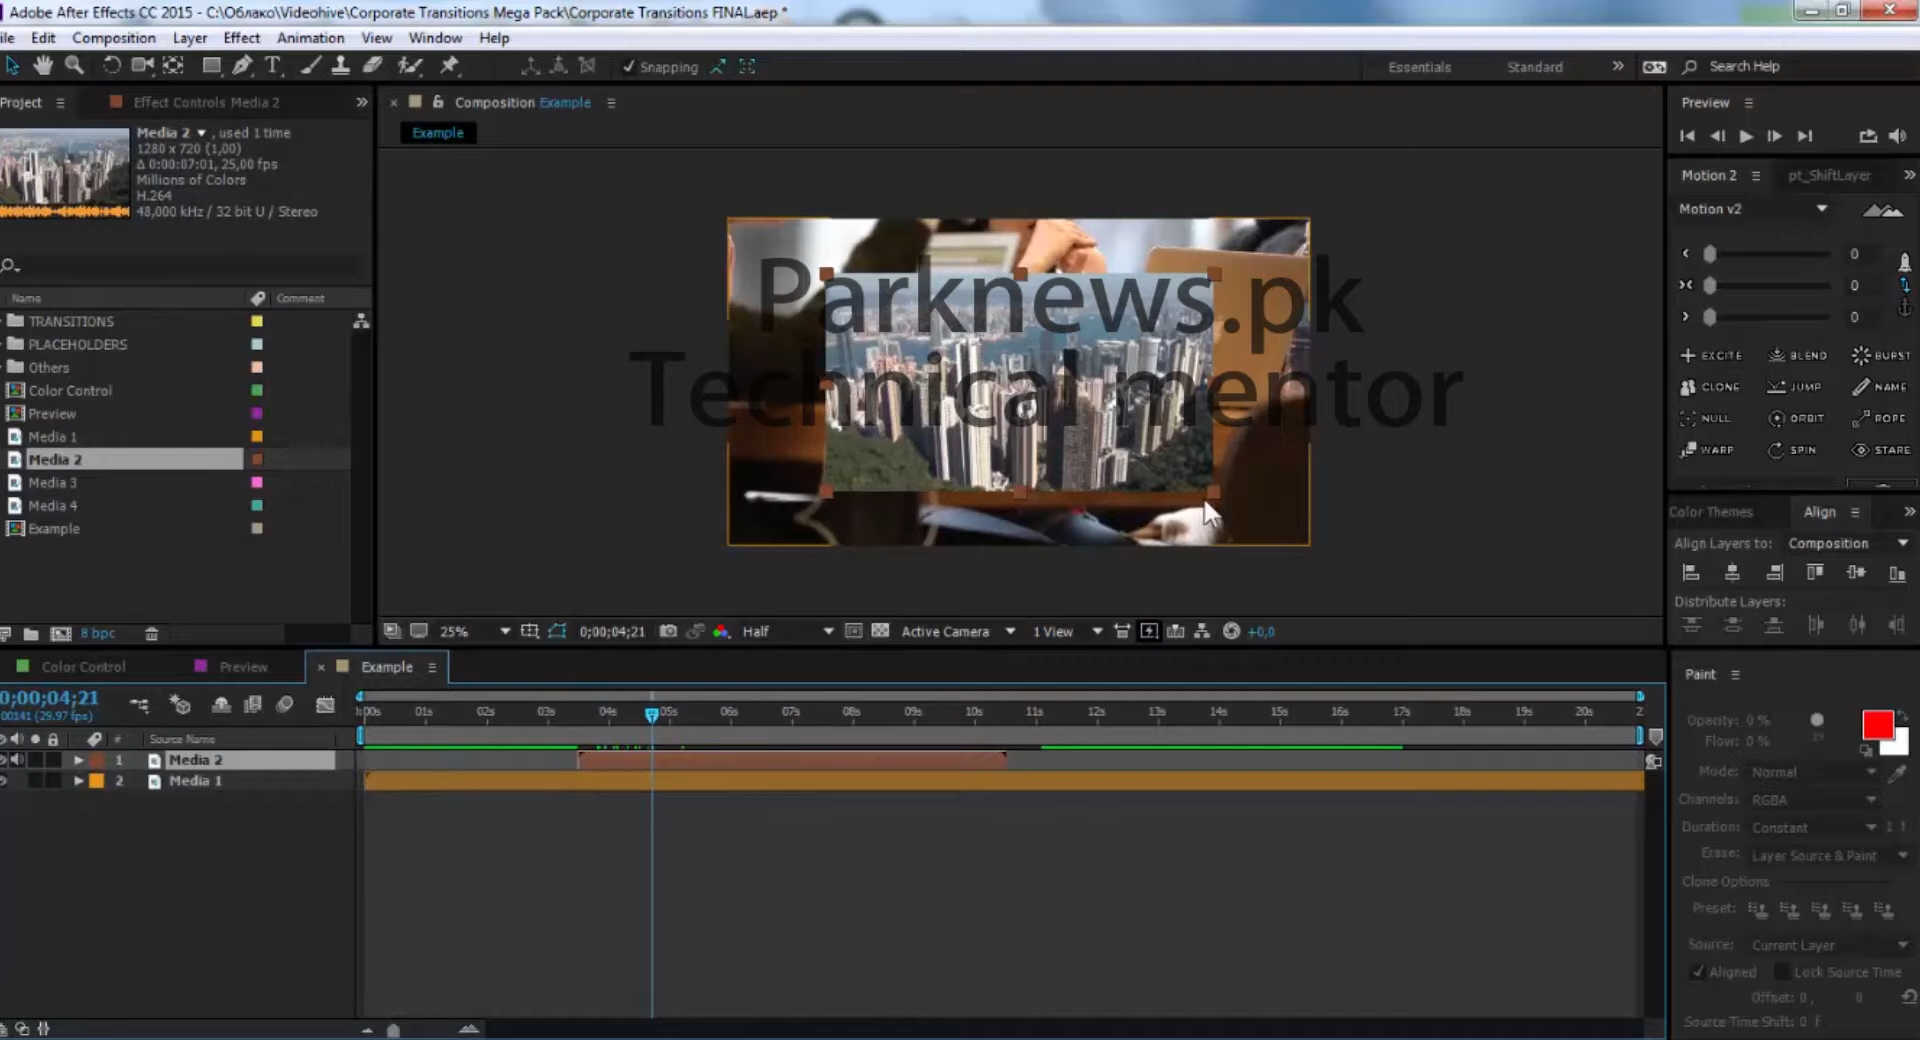 Adobe After Effects CC 2015 - C:\Облако\Videohive\Corporate Transitions Mega Pack\Corporate Transitions FINAL.aep *
ile Edit Composition Layer Effect Animation View Window Help
Snapping
Essentials Standard Search Help
Project Effect Controls Media 2
Composition Example
Example
Media 2 , used 1 time
1280 x 720 (1,00)
Δ 0:00:07:01, 25,00 fps
Millions of Colors
H.264
48,000 kHz / 32 bit U / Stereo
Name Comment
TRANSITIONS
PLACEHOLDERS
Others
Color Control
Preview
Media 1
Media 2
Media 3
Media 4
Example
8 bpc
Parknews.pk
Technical mentor
25% 0;00;04;21 Half Active Camera 1 View +0,0
Preview
Motion 2 pt_ShiftLayer
Motion v2
0
0
0
EXCITE BLEND BURST
CLONE JUMP NAME
NULL ORBIT ROPE
WARP SPIN STARE
Color Themes Align
Align Layers to: Composition
Distribute Layers:
Color Control Preview Example
0;00;04;21
00141 (29.97 fps)
# Source Name
1 Media 2
2 Media 1
:00s 01s 02s 03s 04s 05s 06s 07s 08s 09s 10s 11s 12s 13s 14s 15s 16s 17s 18s 19s 20s 2
Paint
Opacity: 0 %
Flow: 0 %
Mode: Normal
Channels: RGBA
Duration: Constant 1 f
Erase: Layer Source & Paint
Clone Options
Preset:
Source: Current Layer
Aligned Lock Source Time
Offset: 0 , 0
Source Time Shift: 0 f